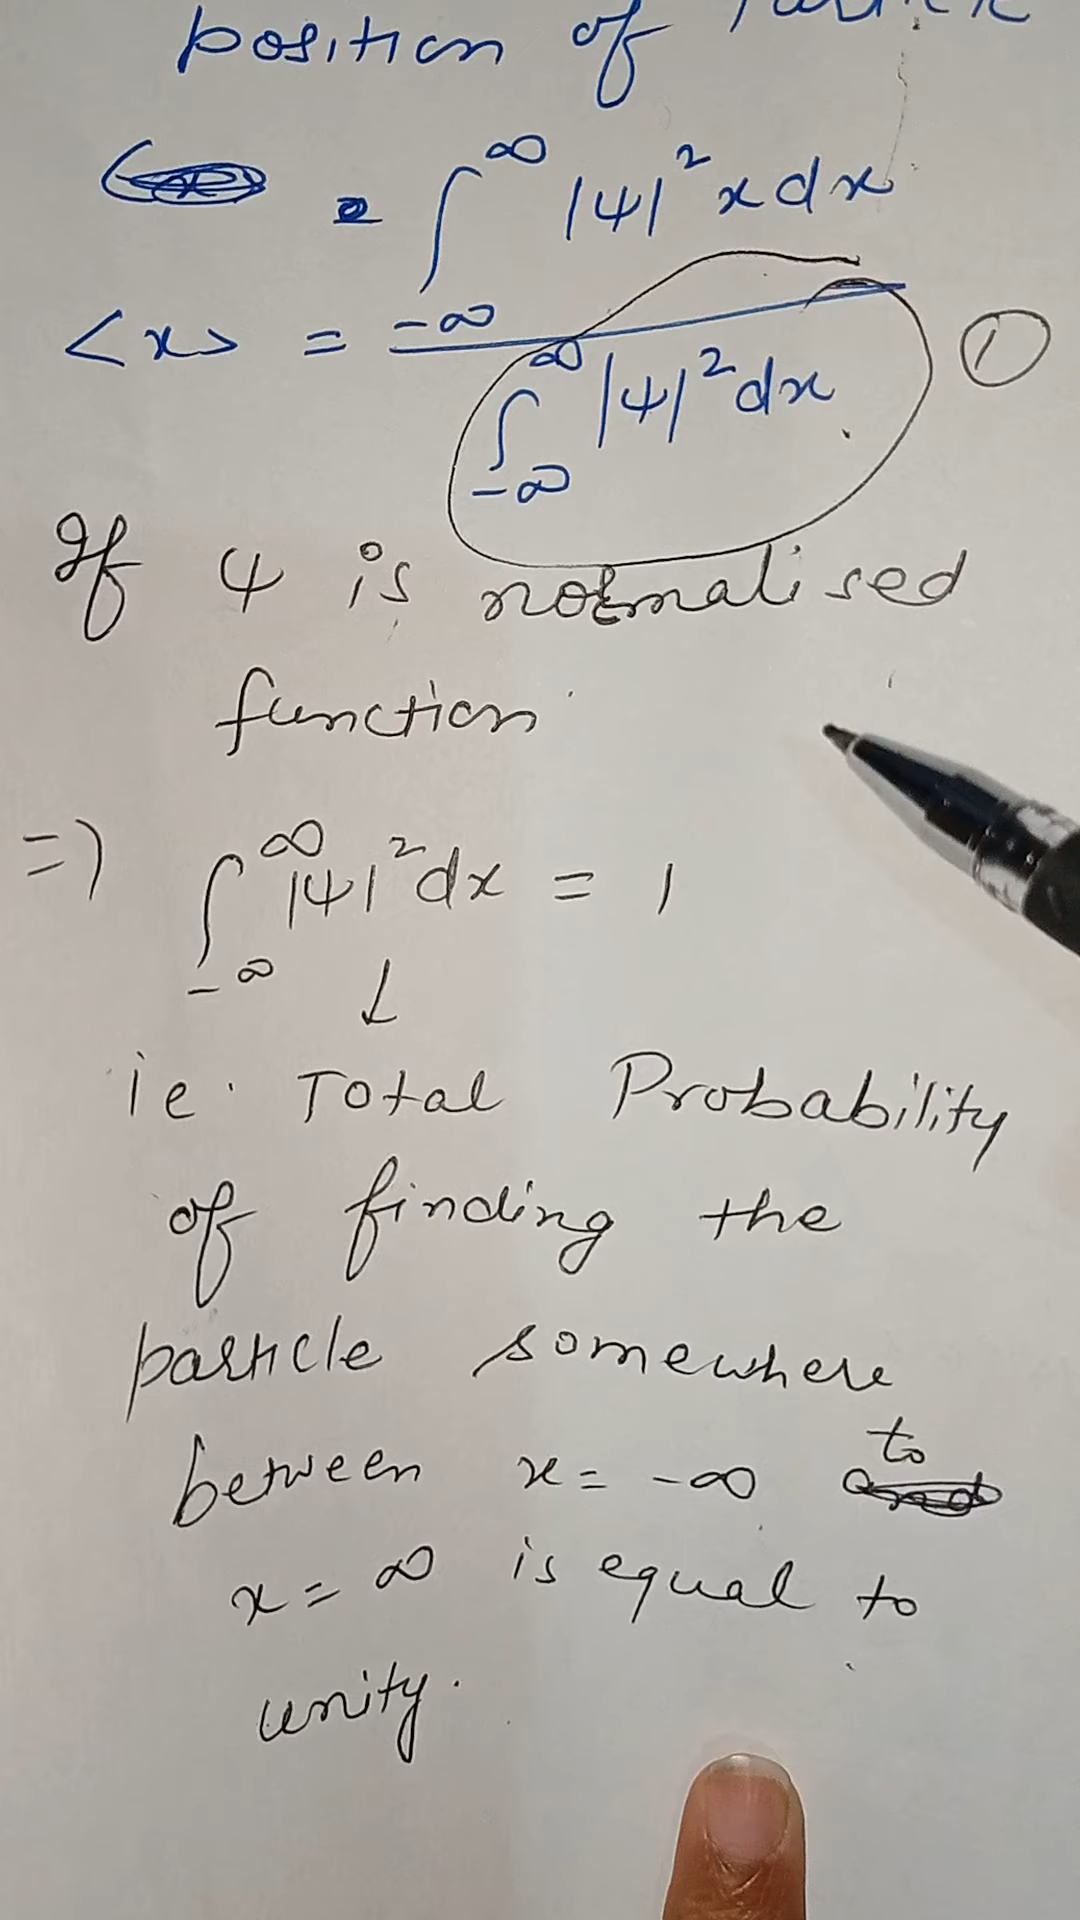 position of
= ∫_{-∞}^{∞} |ψ|² x dx
<x> = ————
∫_{-∞}^{∞} |ψ|² dx
①
If ψ is normalised
function
=> ∫_{-∞}^{∞} |ψ|² dx = 1
↓
ie. Total Probability
of finding the
particle somewhere
between x = -∞ to
x = ∞ is equal to
unity.